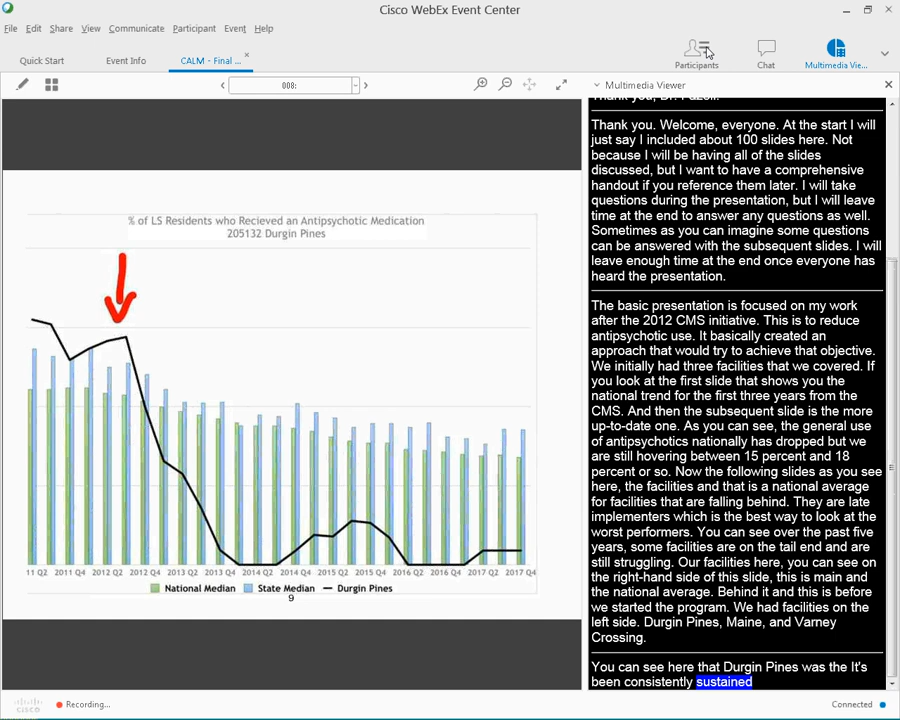 Cisco WebEx Event Center
File Edit Share View Communicate Participant Event Help
Quick Start
Event Info
CALM - Final ...
Participants
Chat
Multimedia Vie...
008:
Multimedia Viewer
% of LS Residents who Recieved an Antipsychotic Medication
205132 Durgin Pines
11 Q2 2011 Q4 2012 Q2 2012 Q4 2013 Q2 2013 Q4 2014 Q2 2014 Q4 2015 Q2 2015 Q4 2016 Q2 2016 Q4 2017 Q2 2017 Q4
National Median State Median Durgin Pines
9
Thank you, Dr.
Thank you. Welcome, everyone. At the start I will
just say I included about 100 slides here. Not
because I will be having all of the slides
discussed, but I want to have a comprehensive
handout if you reference them later. I will take
questions during the presentation, but I will leave
time at the end to answer any questions as well.
Sometimes as you can imagine some questions
can be answered with the subsequent slides. I will
leave enough time at the end once everyone has
heard the presentation.
The basic presentation is focused on my work
after the 2012 CMS initiative. This is to reduce
antipsychotic use. It basically created an
approach that would try to achieve that objective.
We initially had three facilities that we covered. If
you look at the first slide that shows you the
national trend for the first three years from the
CMS. And then the subsequent slide is the more
up-to-date one. As you can see, the general use
of antipsychotics nationally has dropped but we
are still hovering between 15 percent and 18
percent or so. Now the following slides as you see
here, the facilities and that is a national average
for facilities that are falling behind. They are late
implementers which is the best way to look at the
worst performers. You can see over the past five
years, some facilities are on the tail end and are
still struggling. Our facilities here, you can see on
the right-hand side of this slide, this is main and
the national average. Behind it and this is before
we started the program. We had facilities on the
left side. Durgin Pines, Maine, and Varney
Crossing.
You can see here that Durgin Pines was the It's
been consistently sustained
cisco
Recording...
Connected